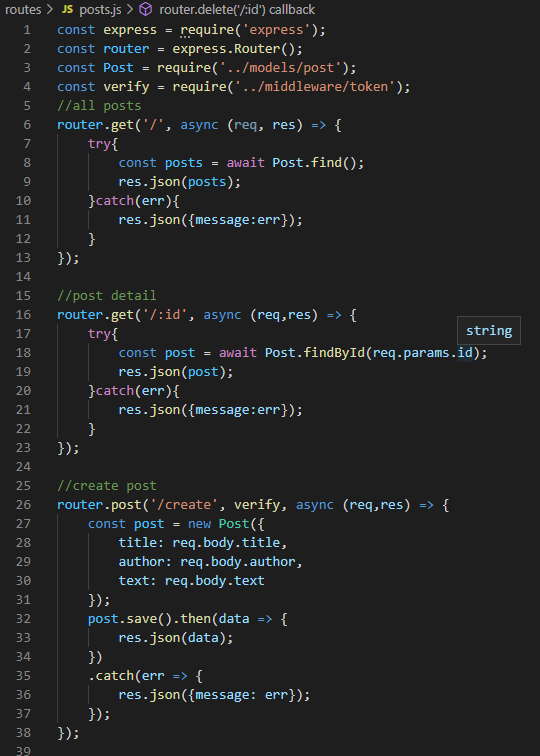 routes > JS posts.js > router.delete('/:id') callback
1 const express = require('express');
2 const router = express.Router();
3 const Post = require('../models/post');
4 const verify = require('../middleware/token');
5 //all posts
6 router.get('/', async (req, res) => {
7 try{
8 const posts = await Post.find();
9 res.json(posts);
10 }catch(err){
11 res.json({message:err});
12 }
13 });
14
15 //post detail
16 router.get('/:id', async (req,res) => {
17 try{
string
18 const post = await Post.findById(req.params.id);
19 res.json(post);
20 }catch(err){
21 res.json({message:err});
22 }
23 });
24
25 //create post
26 router.post('/create', verify, async (req,res) => {
27 const post = new Post({
28 title: req.body.title,
29 author: req.body.author,
30 text: req.body.text
31 });
32 post.save().then(data => {
33 res.json(data);
34 })
35 .catch(err => {
36 res.json({message: err});
37 });
38 });
39